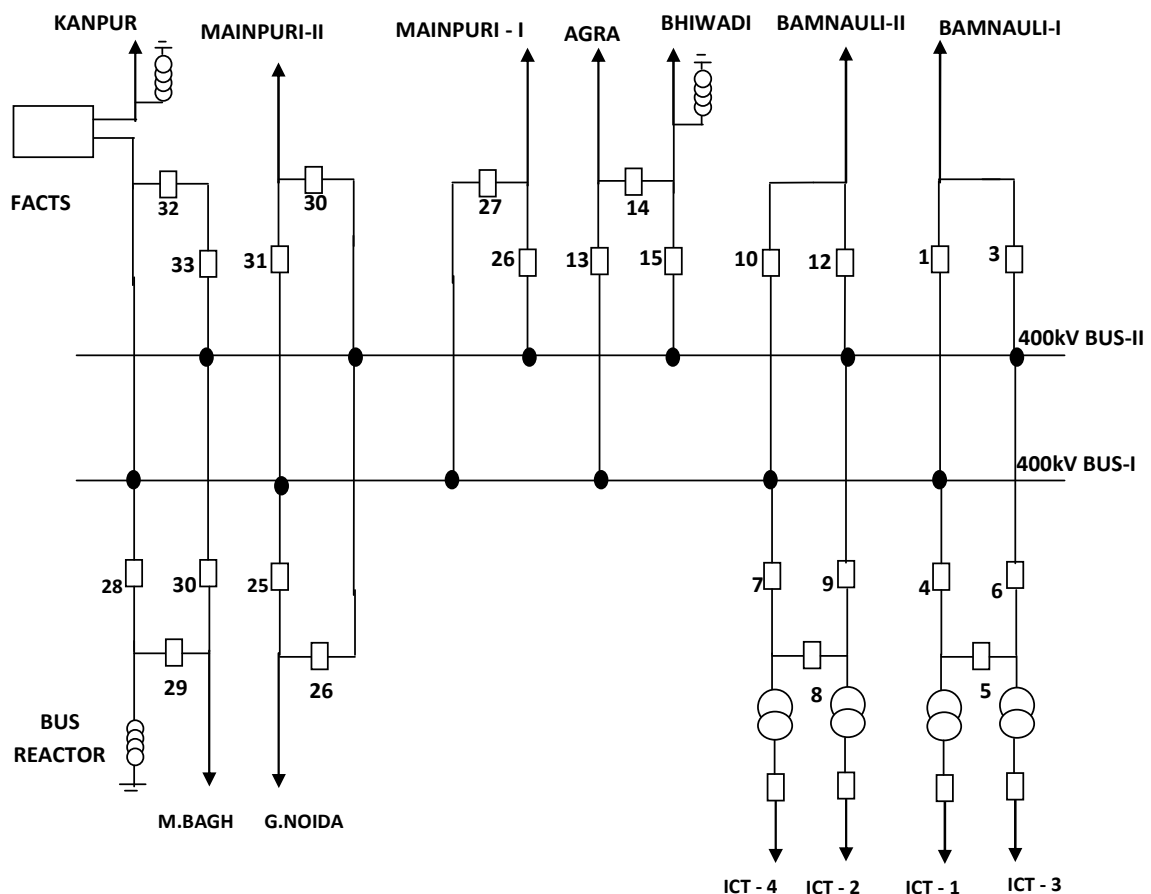 KANPUR
MAINPURI-II
MAINPURI - I
AGRA
BHIWADI
BAMNAULI-II
BAMNAULI-I
FACTS
32
30
27
14
33
31
26
13
15
10
12
1
3
400kV BUS-II
400kV BUS-I
28
30
25
7
9
4
6
29
26
8
5
BUS
REACTOR
M.BAGH
G.NOIDA
ICT - 4
ICT - 2
ICT - 1
ICT - 3